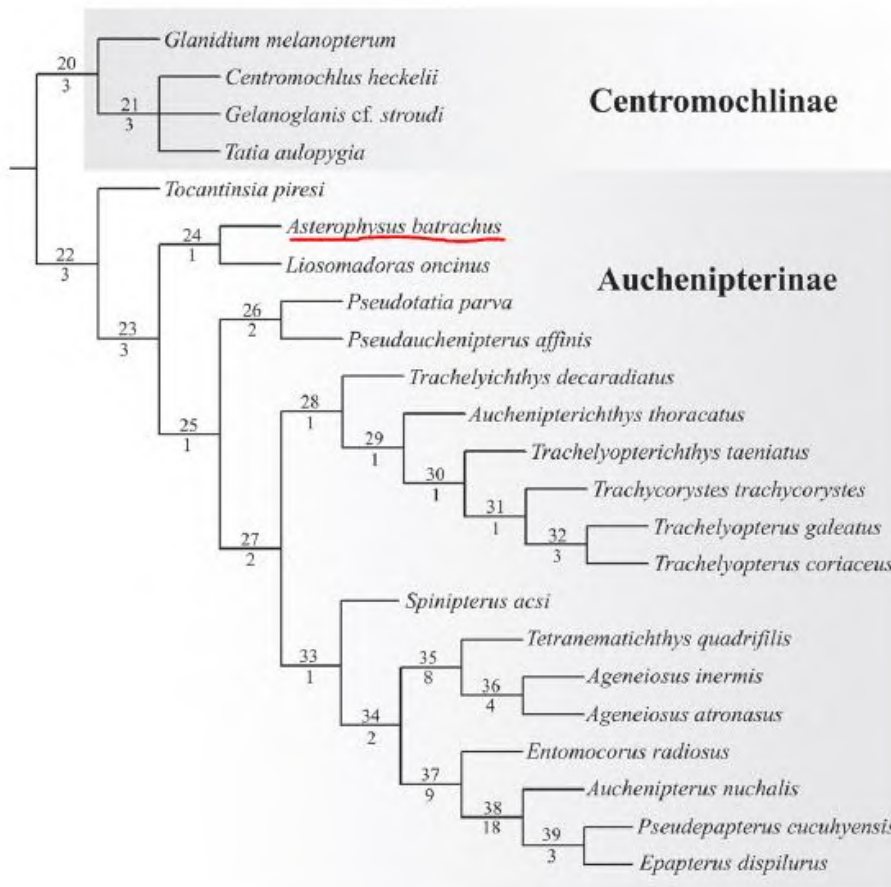 Glanidium melanopterum
20
3
Centromochlus heckelii
Centromochlinae
21
3
Gelanoglanis cf. stroudi
Tatia aulopygia
Tocantinsia piresi
Asterophysus batrachus
24
1
22
3
Liosomadoras oncinus
Auchenipterinae
Pseudotatia parva
26
2
23
3
Pseudauchenipterus affinis
Trachelyichthys decaradiatus
28
1
Auchenipterichthys thoracatus
25
1
29
1
Trachelyopterichthys taeniatus
30
1
Trachycorystes trachycorystes
31
1
Trachelyopterus galeatus
32
3
27
2
Trachelyopterus coriaceus
Spinipterus acsi
Tetranematichthys quadrifilis
33
1
35
8
Ageneiosus inermis
36
4
Ageneiosus atronasus
34
2
Entomocorus radiosus
37
9
Auchenipterus nuchalis
38
18
Pseudepapterus cucuhyensis
39
3
Epapterus dispilurus